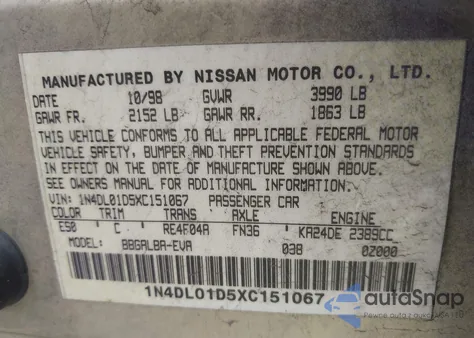 MANUFACTURED BY NISSAN MOTOR CO., LTD.
DATE 10/98 GVWR 3990 LB
GAWR FR. 2152 LB GAWR RR. 1863 LB
THIS VEHICLE CONFORMS TO ALL APPLICABLE FEDERAL MOTOR
VEHICLE SAFETY, BUMPER AND THEFT PREVENTION STANDARDS
IN EFFECT ON THE DATE OF MANUFACTURE SHOWN ABOVE.
SEE OWNERS MANUAL FOR ADDITIONAL INFORMATION.
VIN: 1N4DL01D5XC151067 PASSENGER CAR
COLOR TRIM TRANS AXLE ENGINE
ES0 C RE4F04A FN36 KA24DE 2389CC
MODEL: BBGALBA-EVA 038 0Z000
1N4DL01D5XC151067
autoSnap